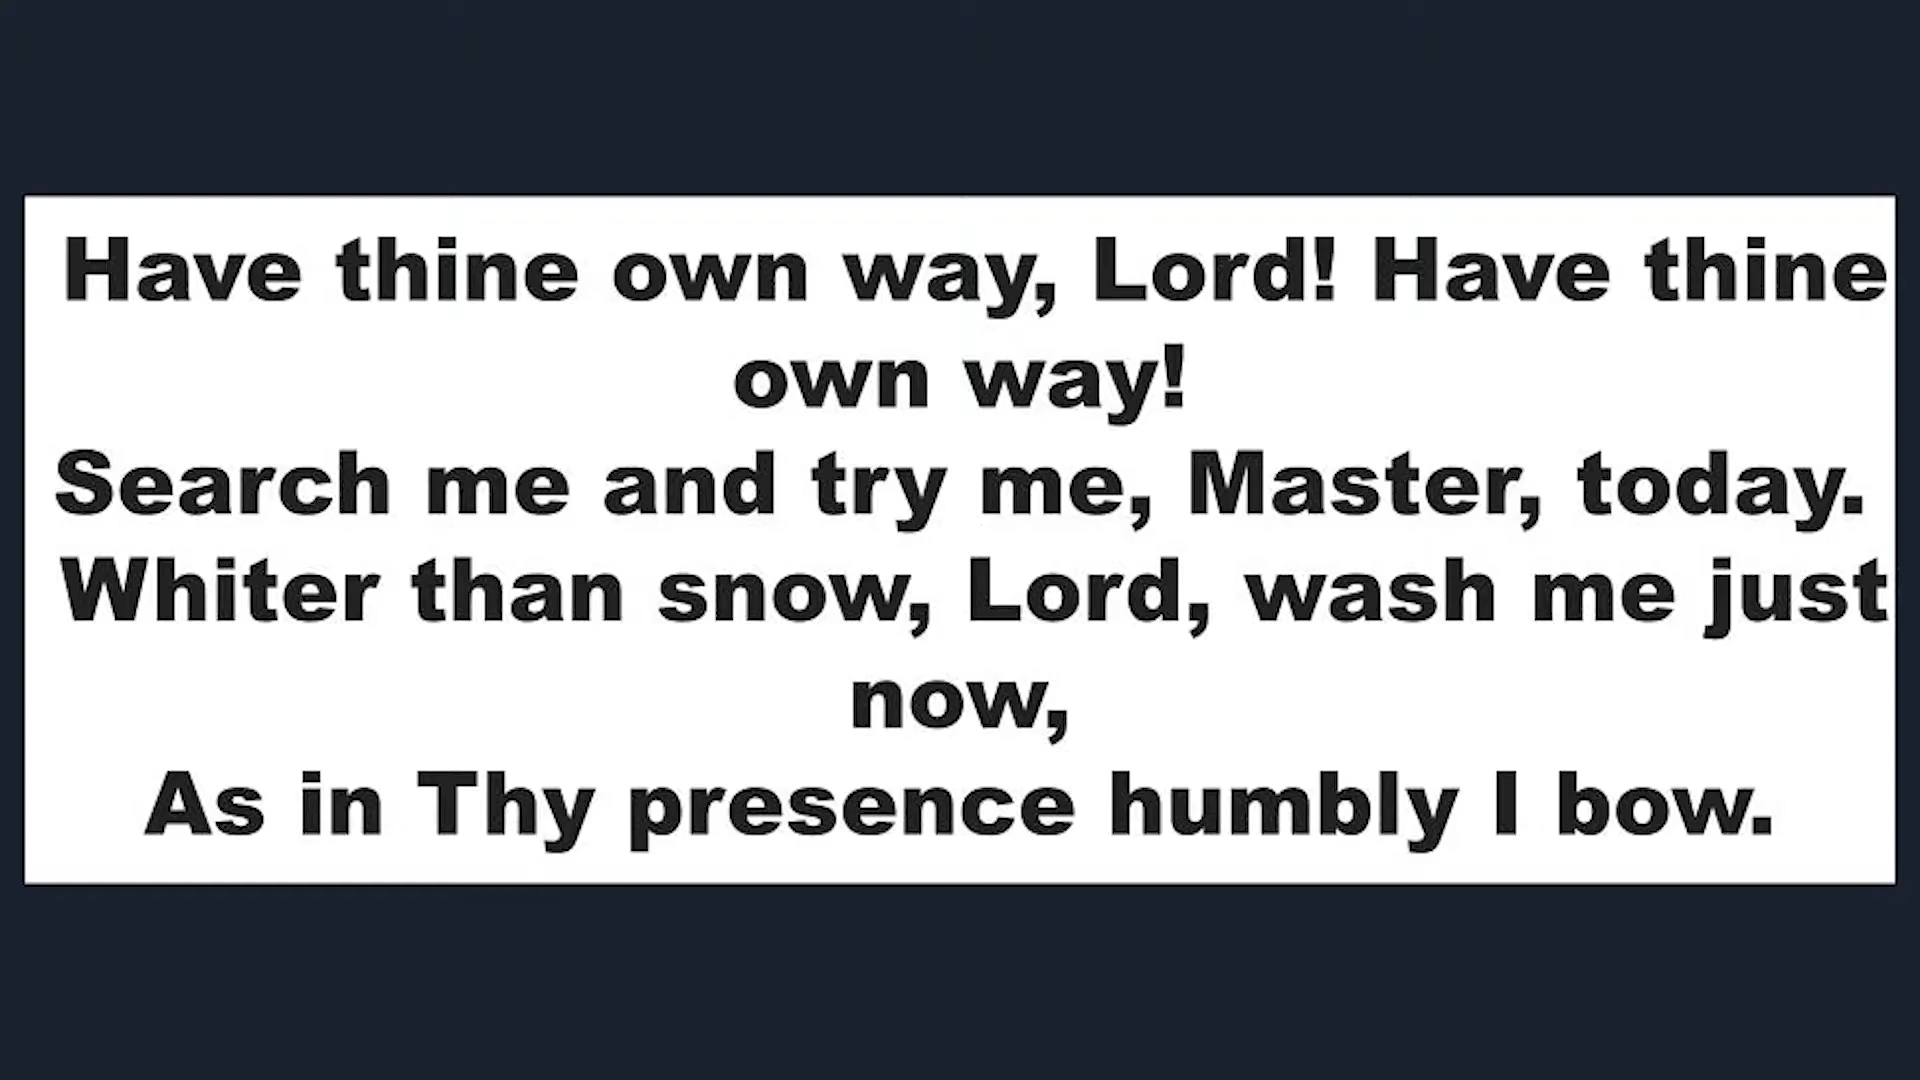 Have thine own way, Lord! Have thine
own way!
Search me and try me, Master, today.
Whiter than snow, Lord, wash me just
now,
As in Thy presence humbly I bow.